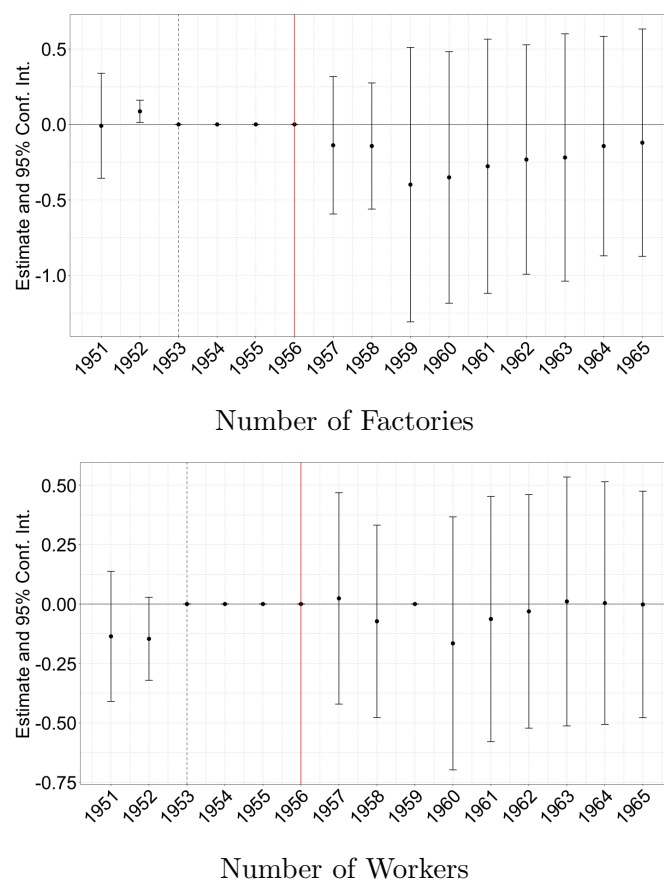 Estimate and 95% Conf. Int.
0.5
0.0
-0.5
-1.0
1951 1952 1953 1954 1955 1956 1957 1958 1959 1960 1961 1962 1963 1964 1965
Number of Factories
Estimate and 95% Conf. Int.
0.50
0.25
0.00
-0.25
-0.50
-0.75
1951 1952 1953 1954 1955 1956 1957 1958 1959 1960 1961 1962 1963 1964 1965
Number of Workers